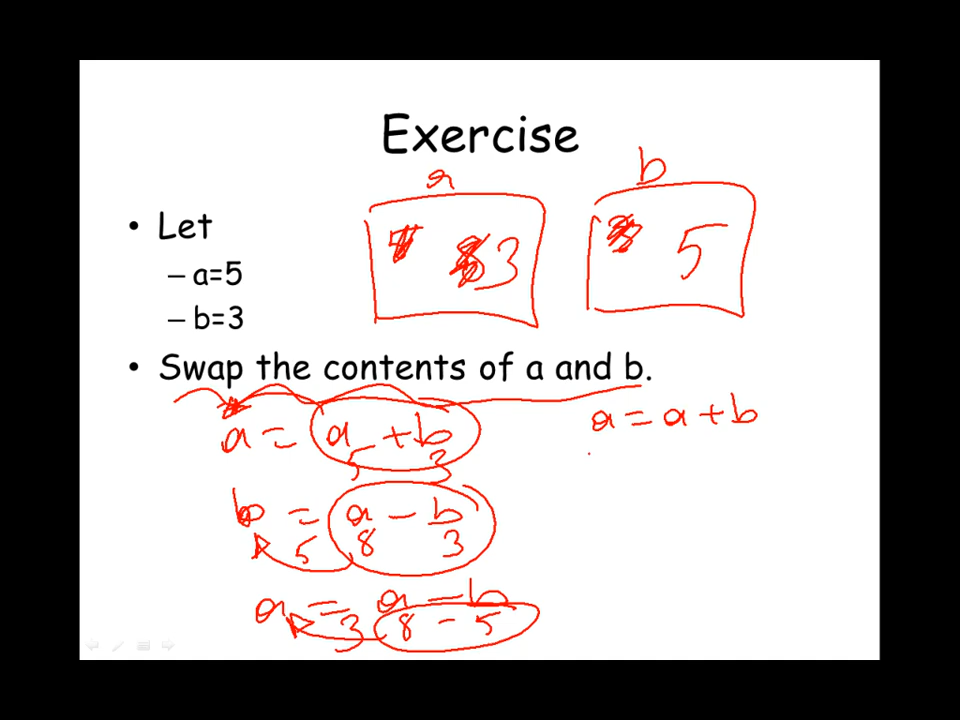 Exercise
a
b
• Let
3
5
– a=5
– b=3
• Swap the contents of a and b.
a = a + b
5 3
a = a + b
b = a - b
5 8 3
a = a - b
3 8 - 5